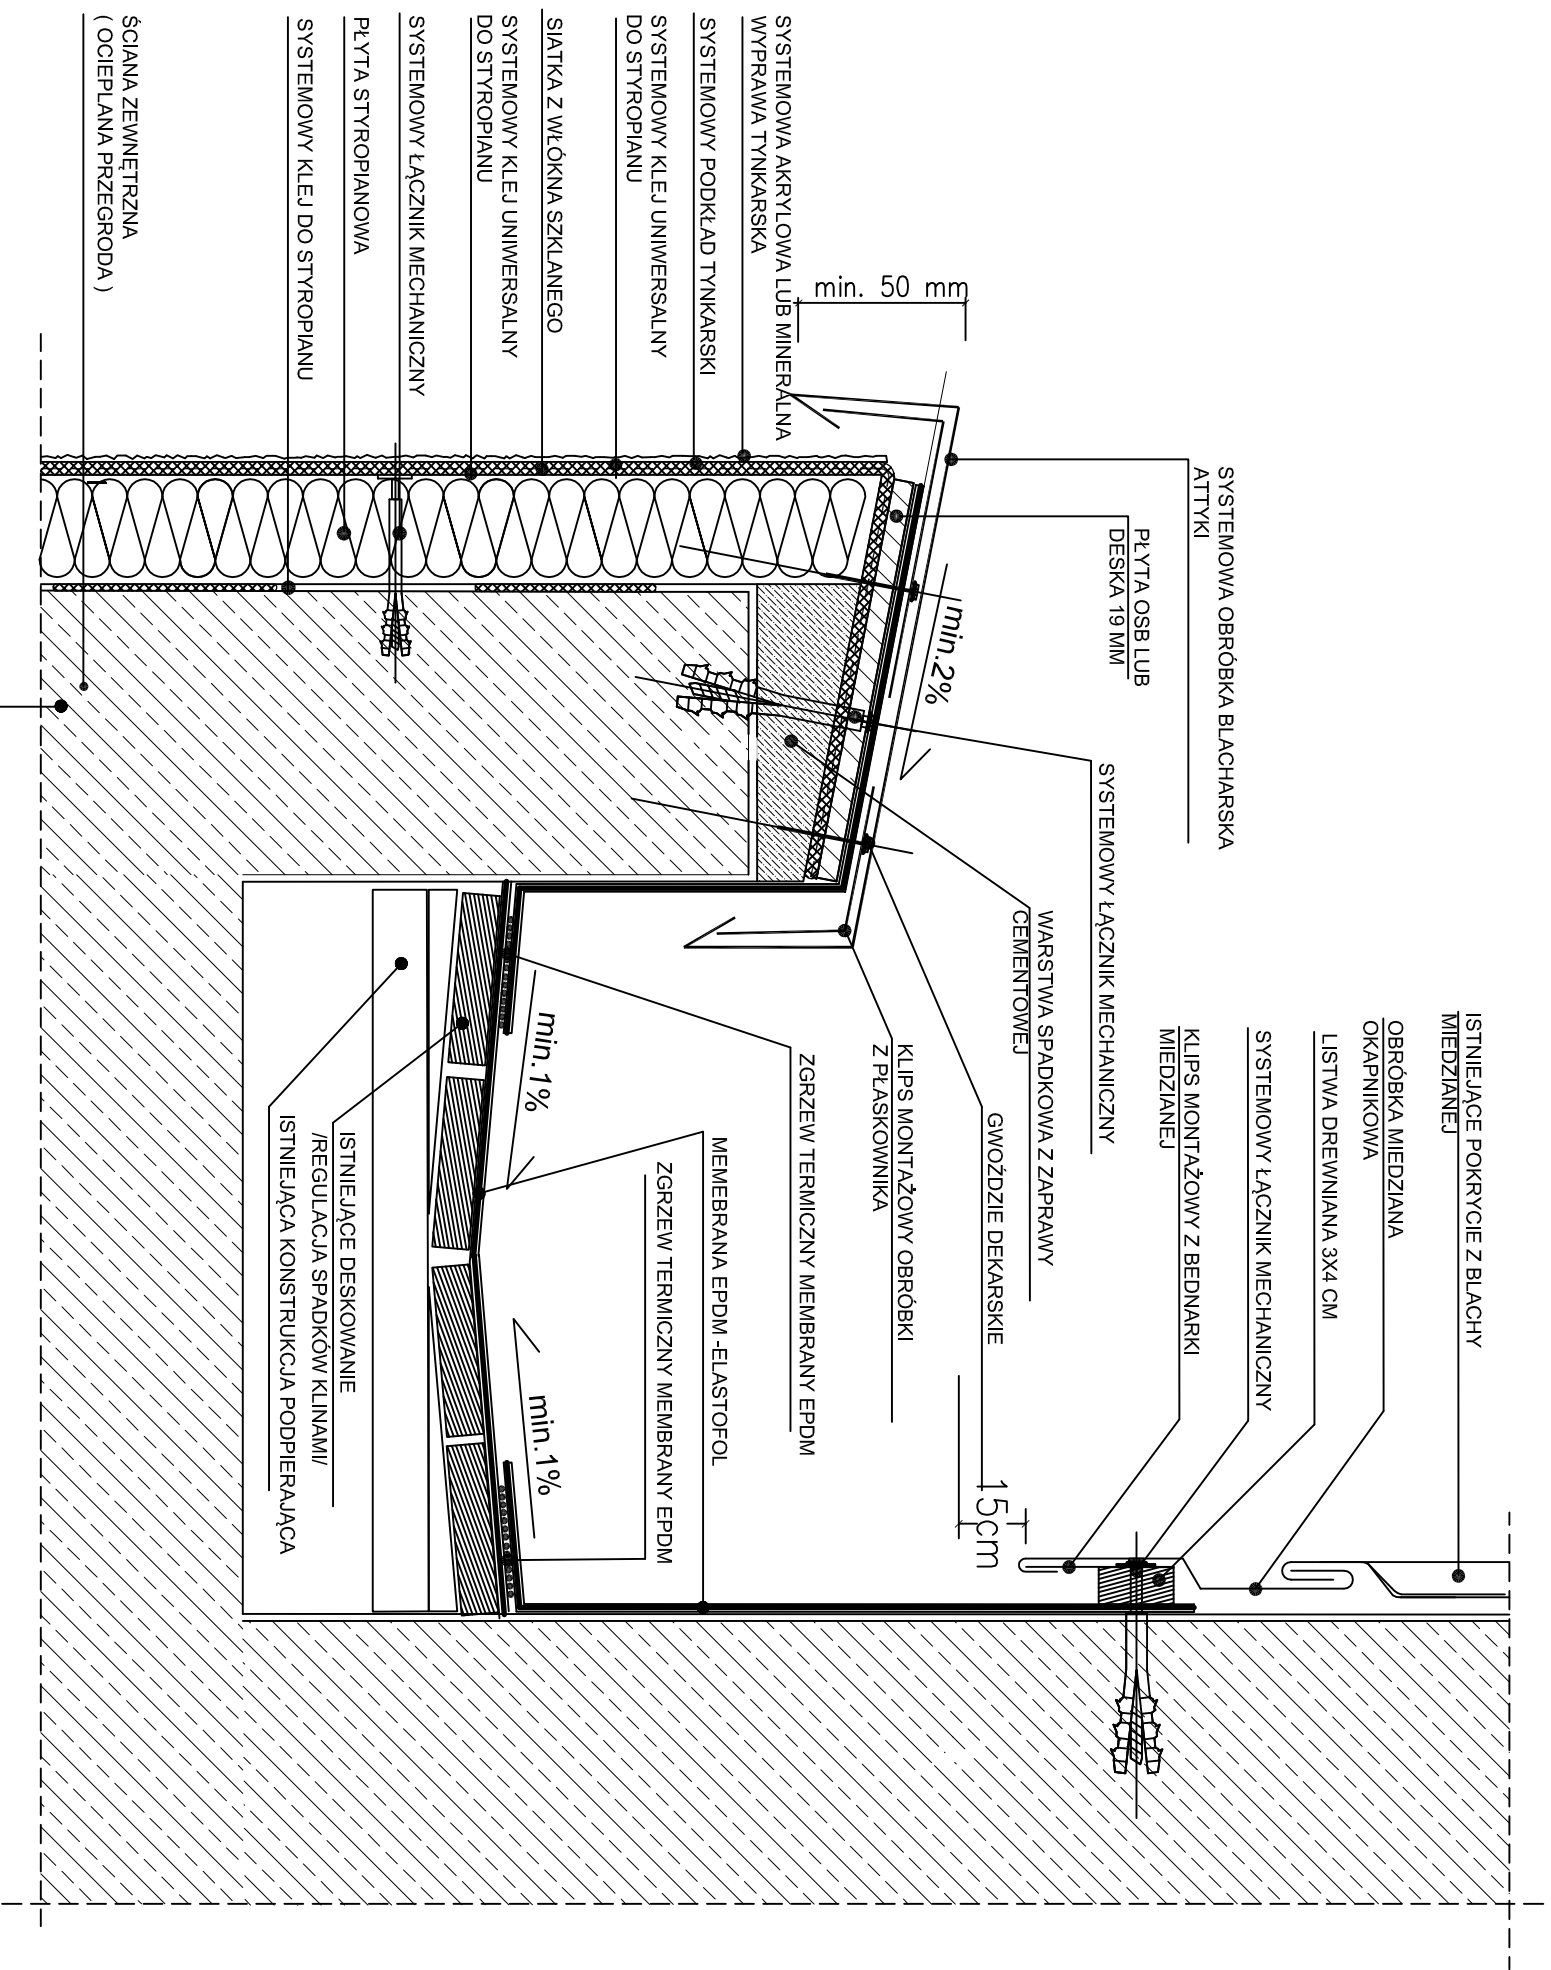 SYSTEMOWA OBRÓBKA BLACHARSKA
ATTYKI
PŁYTA OSB LUB
DESKA 19 MM
SYSTEMOWY ŁĄCZNIK MECHANICZNY
WARSTWA SPADKOWA Z ZAPRAWY
CEMENTOWEJ
GWOŹDZIE DEKARSKIE
KLIPS MONTAŻOWY OBRÓBKI
Z PŁASKOWNIKA
ZGRZEW TERMICZNY MEMBRANY EPDM
MEMEBRANA EPDM -ELASTOFOL
ZGRZEW TERMICZNY MEMBRANY EPDM
ISTNIEJĄCE DESKOWANIE
/REGULACJA SPADKÓW KLINAMI/
ISTNIEJĄCA KONSTRUKCJA PODPIERAJĄCA
ISTNIEJĄCE POKRYCIE Z BLACHY
MIEDZIANEJ
OBRÓBKA MIEDZIANA
OKAPNIKOWA
LISTWA DREWNIANA 3X4 CM
SYSTEMOWY ŁĄCZNIK MECHANICZNY
KLIPS MONTAŻOWY Z BEDNARKI
MIEDZIANEJ
SYSTEMOWA AKRYLOWA LUB MINERALNA
WYPRAWA TYNKARSKA
SYSTEMOWY PODKŁAD TYNKARSKI
SYSTEMOWY KLEJ UNIWERSALNY
DO STYROPIANU
SIATKA Z WŁÓKNA SZKLANEGO
SYSTEMOWY KLEJ UNIWERSALNY
DO STYROPIANU
SYSTEMOWY ŁĄCZNIK MECHANICZNY
PŁYTA STYROPIANOWA
SYSTEMOWY KLEJ DO STYROPIANU
ŚCIANA ZEWNĘTRZNA
( OCIEPLANA PRZEGRODA )
min. 50 mm
min.2%
min.1%
min.1%
15cm